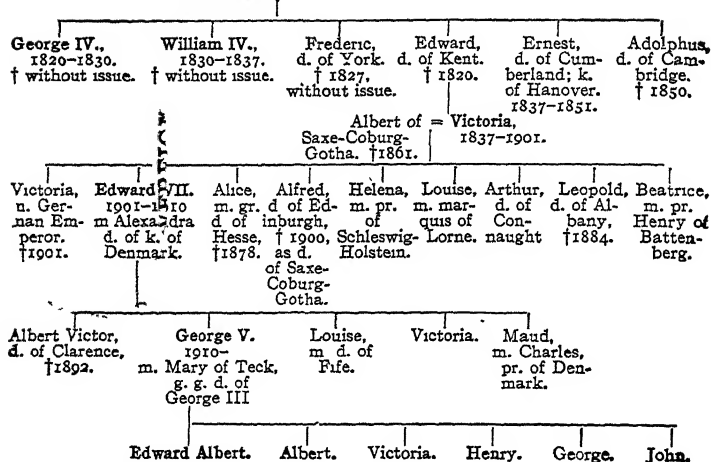 George IV., 1820-1830. † without issue.
William IV., 1830-1837. † without issue.
Frederic, d. of York. † 1827, without issue.
Edward, d. of Kent. † 1820.
Ernest, d. of Cumberland; k. of Hanover. 1837-1851.
Adolphus, d. of Cambridge. † 1850.
Albert of Saxe-Coburg-Gotha. †1861. = Victoria, 1837-1901.
Victoria, n. German Emperor. †1901.
Edward VII. 1901-1910 m Alexandra d. of k. of Denmark.
Alice, m. gr. d of Hesse, †1878.
Alfred, d of Edinburgh, † 1900, as d. of Saxe-Coburg-Gotha.
Helena, m. pr. of Schleswig-Holstein.
Louise, m. marquis of Lorne.
Arthur, d. of Connaught
Leopold, d. of Albany, †1884.
Beatrice, m. pr. Henry of Battenberg.
Albert Victor, d. of Clarence, †1892.
George V. 1910- m. Mary of Teck, g. g. d. of George III
Louise, m d. of Fife.
Victoria.
Maud, m. Charles, pr. of Denmark.
Edward Albert. Albert. Victoria. Henry. George. John.